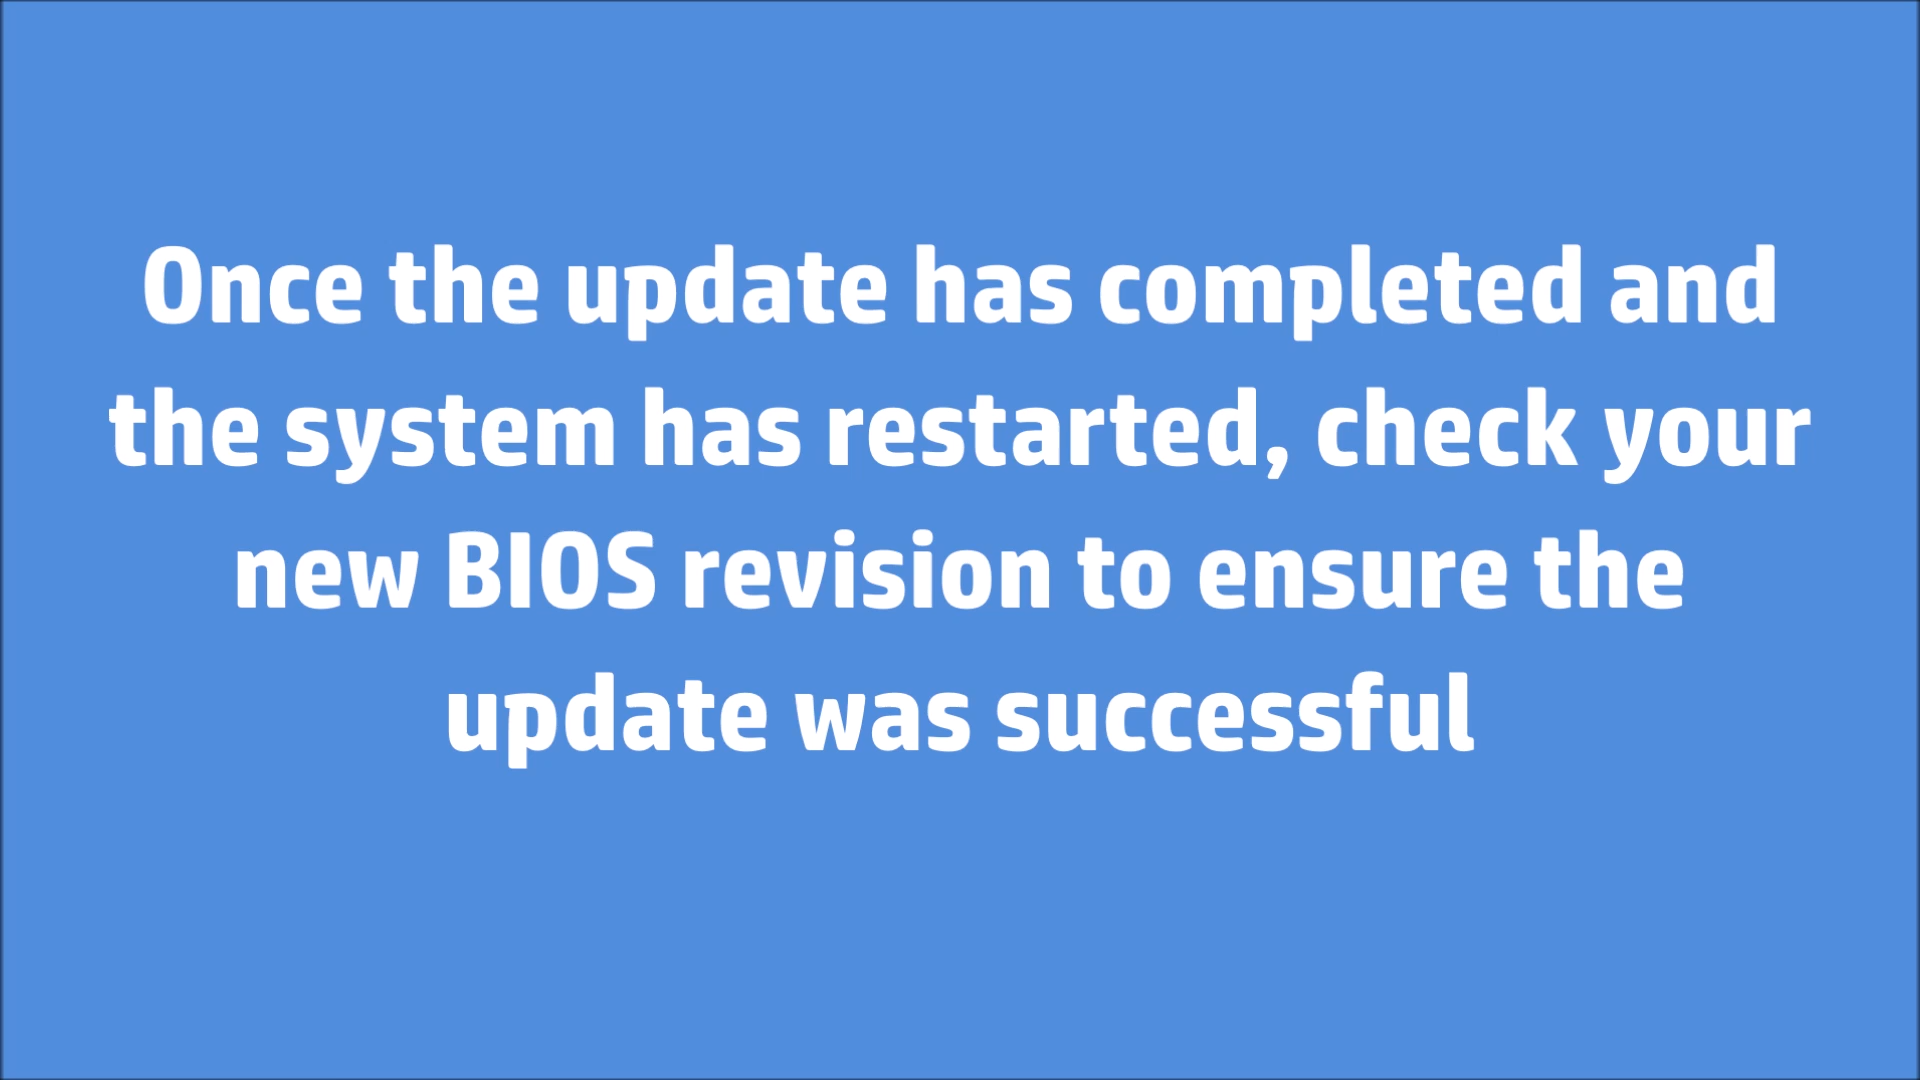 Once the update has completed and
the system has restarted, check your
new BIOS revision to ensure the
update was successful